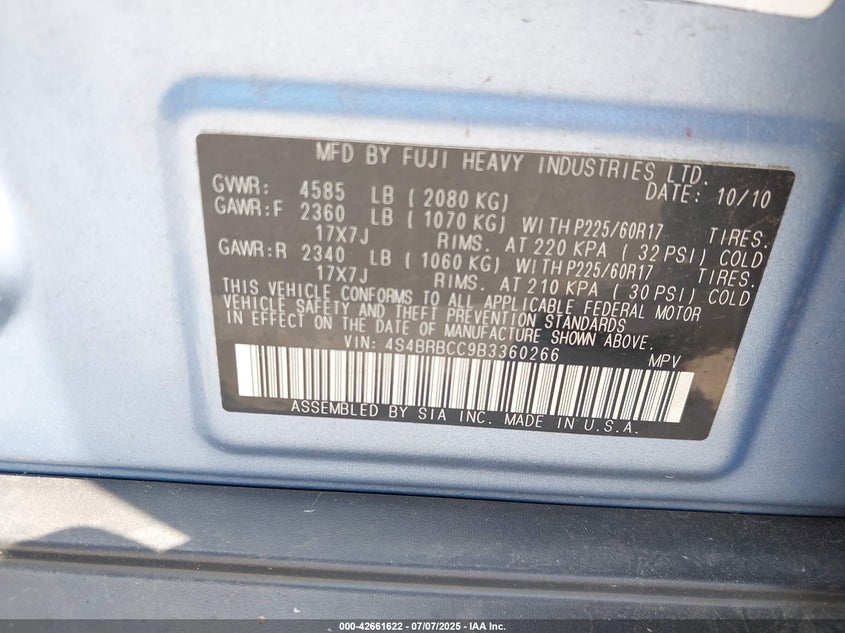 MFD BY FUJI HEAVY INDUSTRIES LTD.
GVWR: 4585 LB ( 2080 KG) DATE: 10/10
GAWR:F 2360 LB ( 1070 KG) WITH P225/60R17 TIRES.
17X7J RIMS. AT 220 KPA ( 32 PSI) COLD
GAWR:R 2340 LB ( 1060 KG) WITH P225/60R17 TIRES.
17X7J RIMS. AT 210 KPA ( 30 PSI) COLD
THIS VEHICLE CONFORMS TO ALL APPLICABLE FEDERAL MOTOR
VEHICLE SAFETY AND THEFT PREVENTION STANDARDS
IN EFFECT ON THE DATE OF MANUFACTURE SHOWN ABOVE.
VIN: 4S4BRBCC9B3360266 MPV
ASSEMBLED BY SIA INC. MADE IN U.S.A.
000-42661622 - 07/07/2025 - IAA Inc.